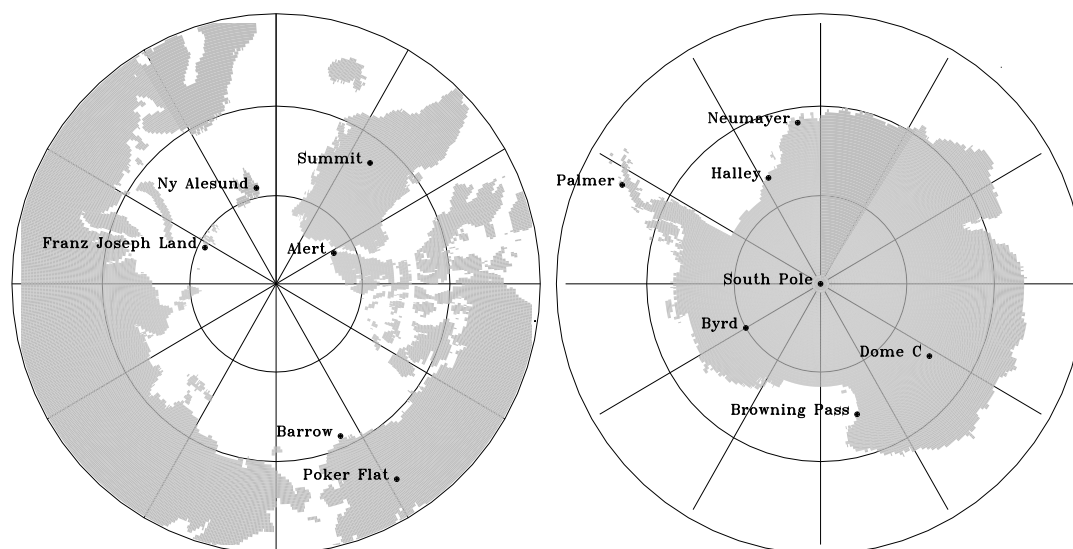 Summit
Ny Alesund
Franz Joseph Land
Alert
Barrow
Poker Flat
Neumayer
Halley
Palmer
South Pole
Byrd
Dome C
Browning Pass